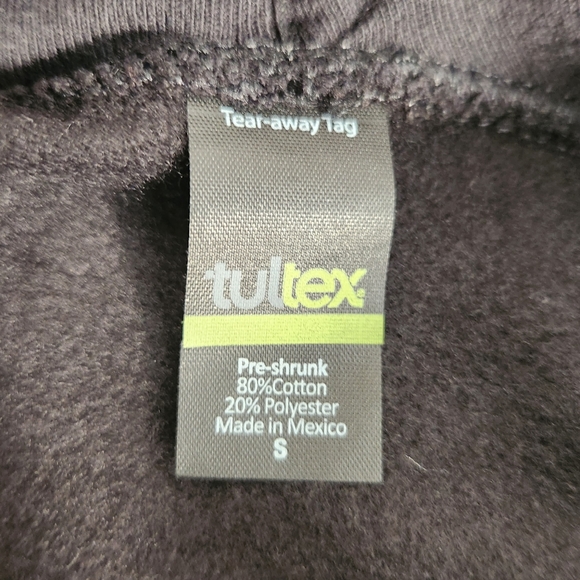 Tear-away Tag
tultex
Pre-shrunk
80%Cotton
20% Polyester
Made in Mexico
S